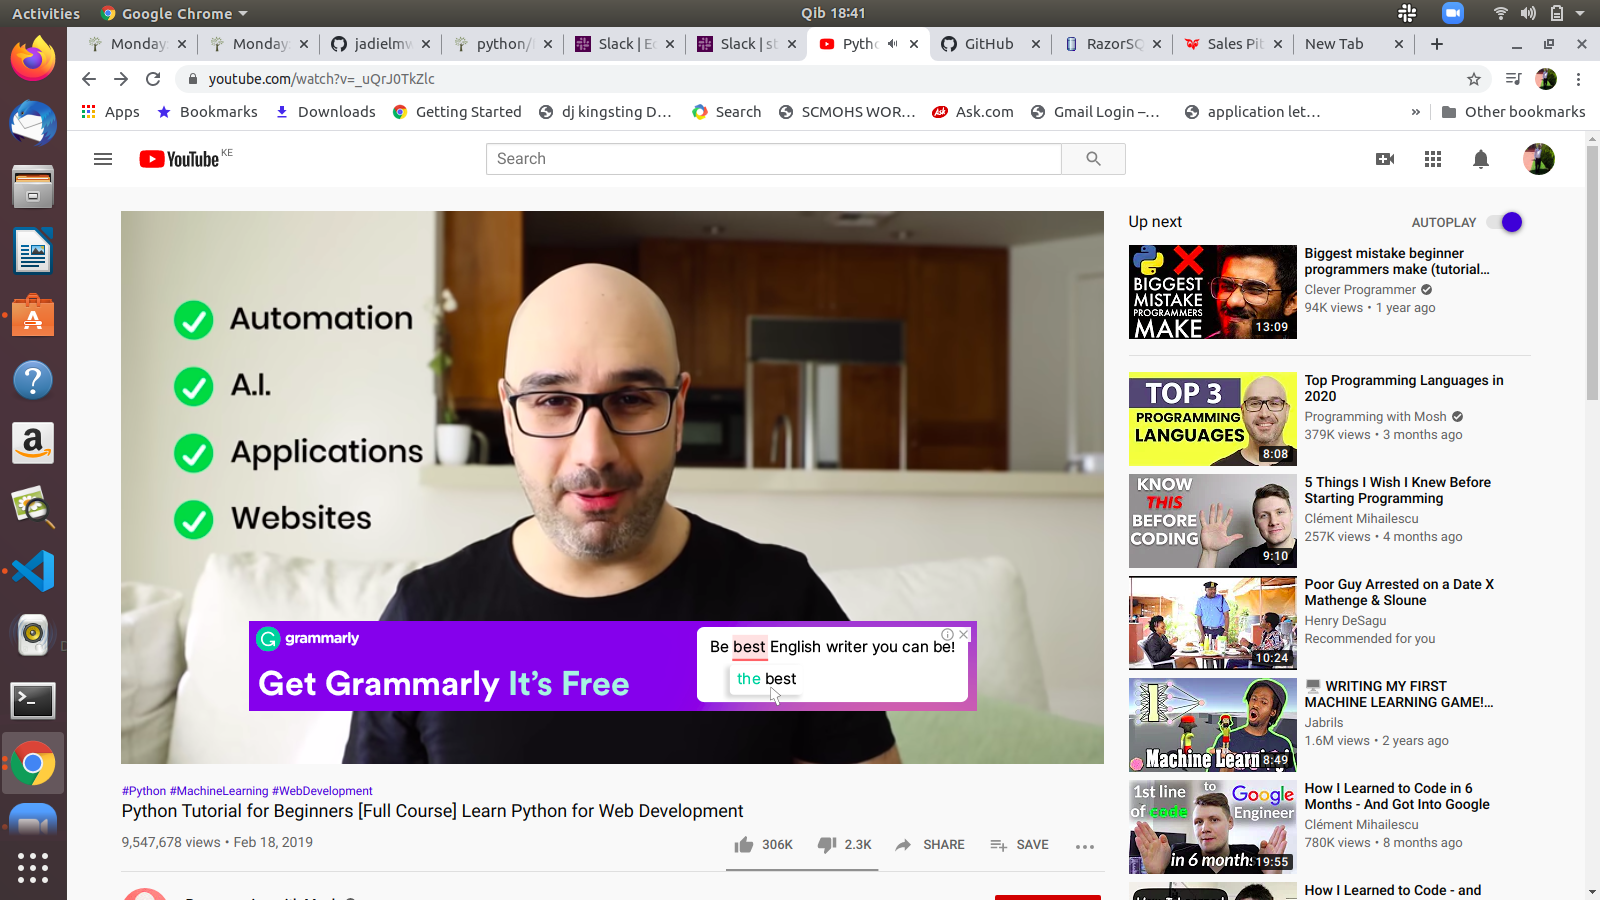 Activities
Google Chrome
Qib 18:41
Monday
Monday
jadielmw
python/
Slack | Ec
Slack | st
Pytho
GitHub
RazorSQ
Sales Pit
New Tab
youtube.com/watch?v=_uQrJ0TkZlc
Apps
Bookmarks
Downloads
Getting Started
dj kingsting D...
Search
SCMOHS WOR...
Ask.com
Gmail Login –...
application let...
»
Other bookmarks
YouTube KE
Search
Automation
A.I.
Applications
Websites
grammarly
Get Grammarly It's Free
Be best English writer you can be!
the best
#Python #MachineLearning #WebDevelopment
Python Tutorial for Beginners [Full Course] Learn Python for Web Development
9,547,678 views • Feb 18, 2019
306K
2.3K
SHARE
SAVE
Up next
AUTOPLAY
BIGGEST
MISTAKE
PROGRAMMERS
MAKE
13:09
Biggest mistake beginner
programmers make (tutorial...
Clever Programmer
94K views • 1 year ago
TOP 3
PROGRAMMING
LANGUAGES
8:08
Top Programming Languages in
2020
Programming with Mosh
379K views • 3 months ago
KNOW
THIS
BEFORE
CODING
9:10
5 Things I Wish I Knew Before
Starting Programming
Clément Mihailescu
257K views • 4 months ago
10:24
Poor Guy Arrested on a Date X
Mathenge & Sloune
Henry DeSagu
Recommended for you
Machine Learning
8:49
WRITING MY FIRST
MACHINE LEARNING GAME!...
Jabrils
1.6M views • 2 years ago
1st line
of code
to
Google
Engineer
in 6 months
19:55
How I Learned to Code in 6
Months - And Got Into Google
Clément Mihailescu
780K views • 8 months ago
How I Learned to Code - and